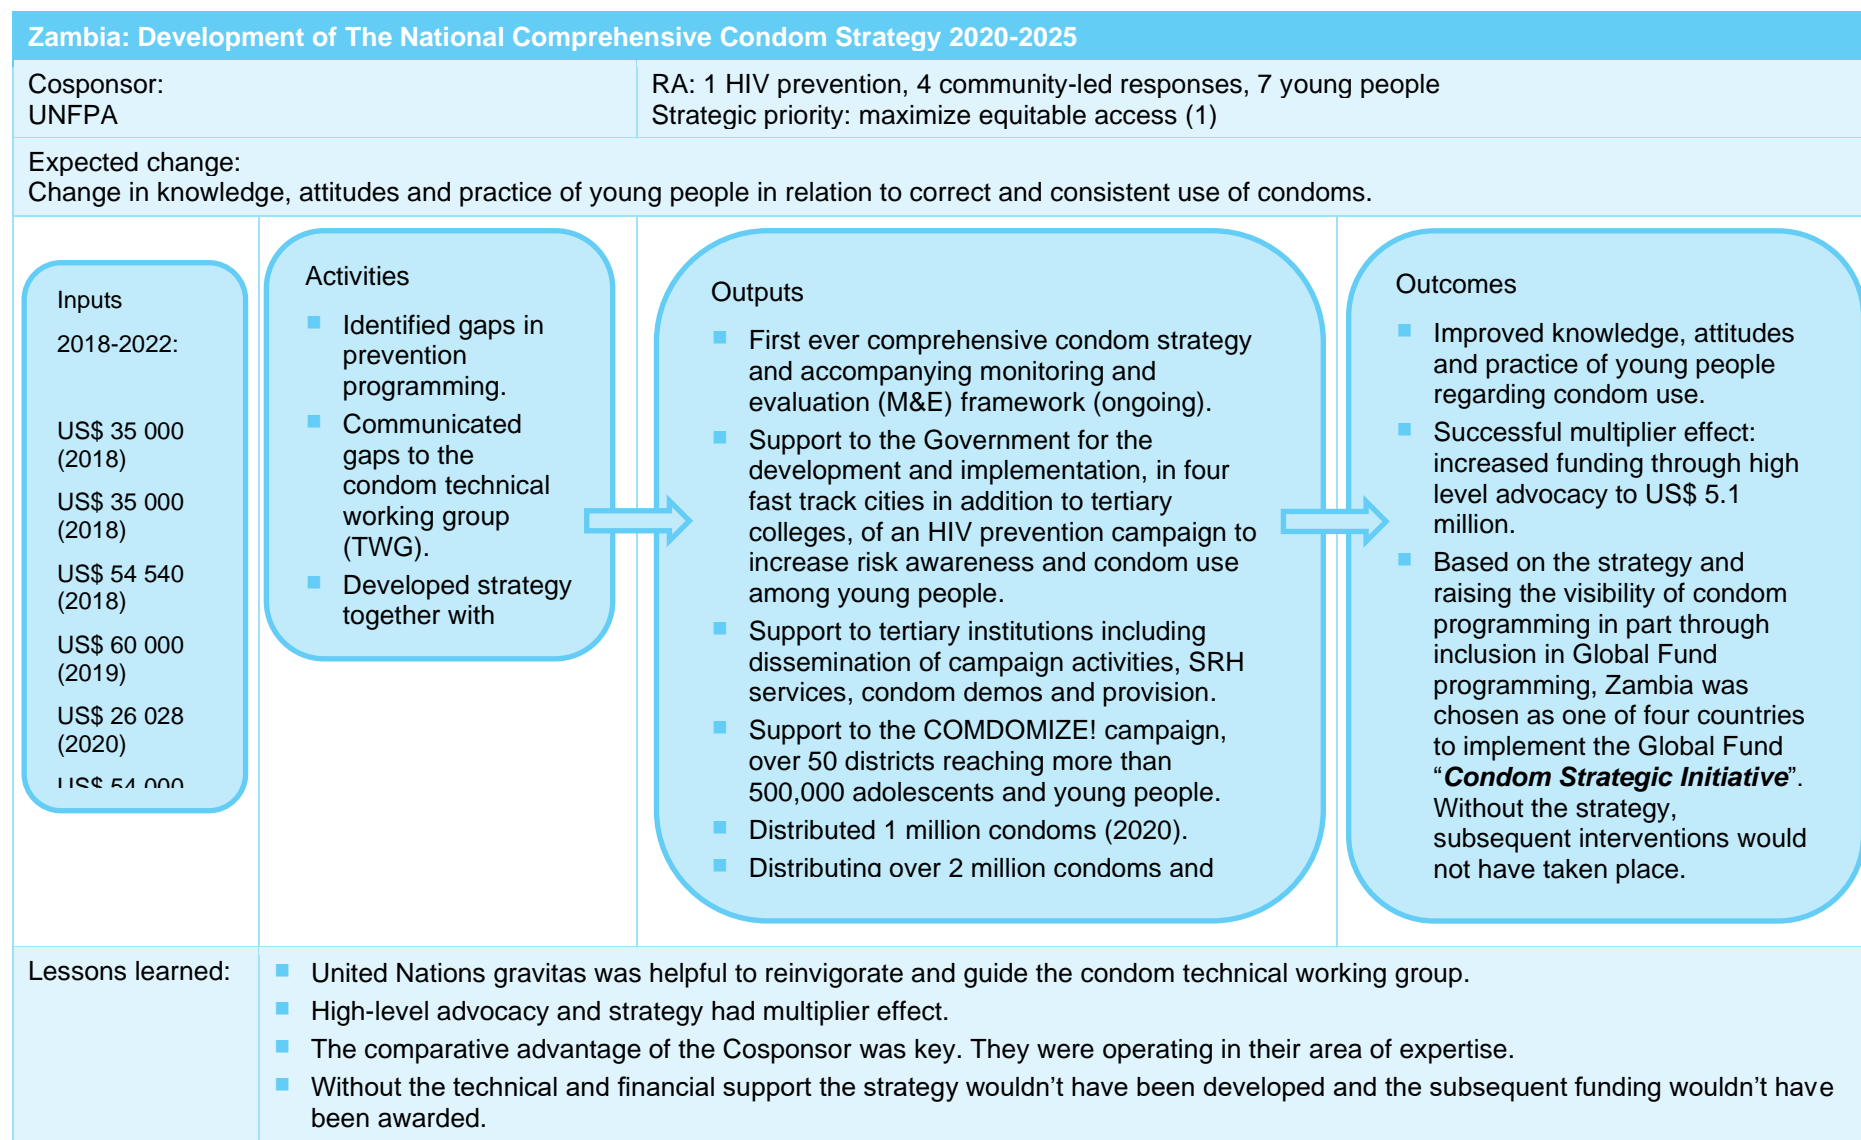 Zambia: Development of The National Comprehensive Condom Strategy 2020-2025
Cosponsor:
UNFPA
RA: 1 HIV prevention, 4 community-led responses, 7 young people
Strategic priority: maximize equitable access (1)
Expected change:
Change in knowledge, attitudes and practice of young people in relation to correct and consistent use of condoms.
Inputs
2018-2022:
US$ 35 000
(2018)
US$ 35 000
(2018)
US$ 54 540
(2018)
US$ 60 000
(2019)
US$ 26 028
(2020)
US$ 54 000
Activities
Identified gaps in
prevention
programming.
Communicated
gaps to the
condom technical
working group
(TWG).
Developed strategy
together with
Outputs
First ever comprehensive condom strategy
and accompanying monitoring and
evaluation (M&E) framework (ongoing).
Support to the Government for the
development and implementation, in four
fast track cities in addition to tertiary
colleges, of an HIV prevention campaign to
increase risk awareness and condom use
among young people.
Support to tertiary institutions including
dissemination of campaign activities, SRH
services, condom demos and provision.
Support to the COMDOMIZE! campaign,
over 50 districts reaching more than
500,000 adolescents and young people.
Distributed 1 million condoms (2020).
Distributing over 2 million condoms and
Outcomes
Improved knowledge, attitudes
and practice of young people
regarding condom use.
Successful multiplier effect:
increased funding through high
level advocacy to US$ 5.1
million.
Based on the strategy and
raising the visibility of condom
programming in part through
inclusion in Global Fund
programming, Zambia was
chosen as one of four countries
to implement the Global Fund
“Condom Strategic Initiative”.
Without the strategy,
subsequent interventions would
not have taken place.
Lessons learned:
United Nations gravitas was helpful to reinvigorate and guide the condom technical working group.
High-level advocacy and strategy had multiplier effect.
The comparative advantage of the Cosponsor was key. They were operating in their area of expertise.
Without the technical and financial support the strategy wouldn’t have been developed and the subsequent funding wouldn’t have
been awarded.